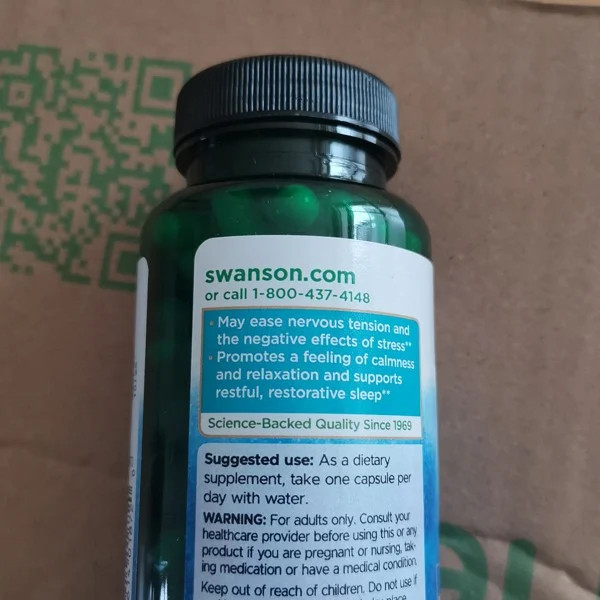 swanson.com
or call 1-800-437-4148
• May ease nervous tension and
the negative effects of stress**
• Promotes a feeling of calmness
and relaxation and supports
restful, restorative sleep**
Science-Backed Quality Since 1969
Suggested use: As a dietary
supplement, take one capsule per
day with water.
WARNING: For adults only. Consult your
healthcare provider before using this or any
product if you are pregnant or nursing, tak-
ing medication or have a medical condition.
Keep out of reach of children. Do not use if
place